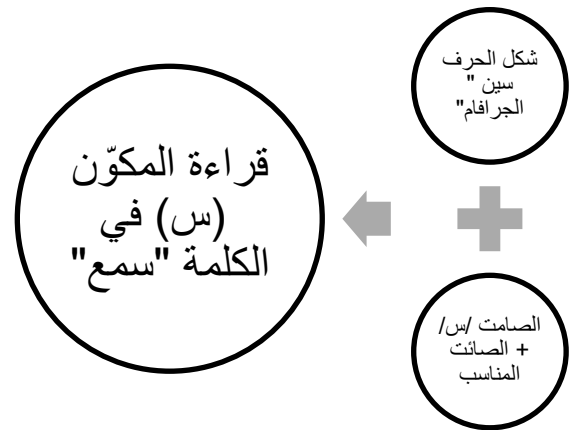 شكل الحرف
سين "
الجرافام"
الصامت /س/
+ الصائت
المناسب
قراءة المكوّن
(س) في
الكلمة "سمع"